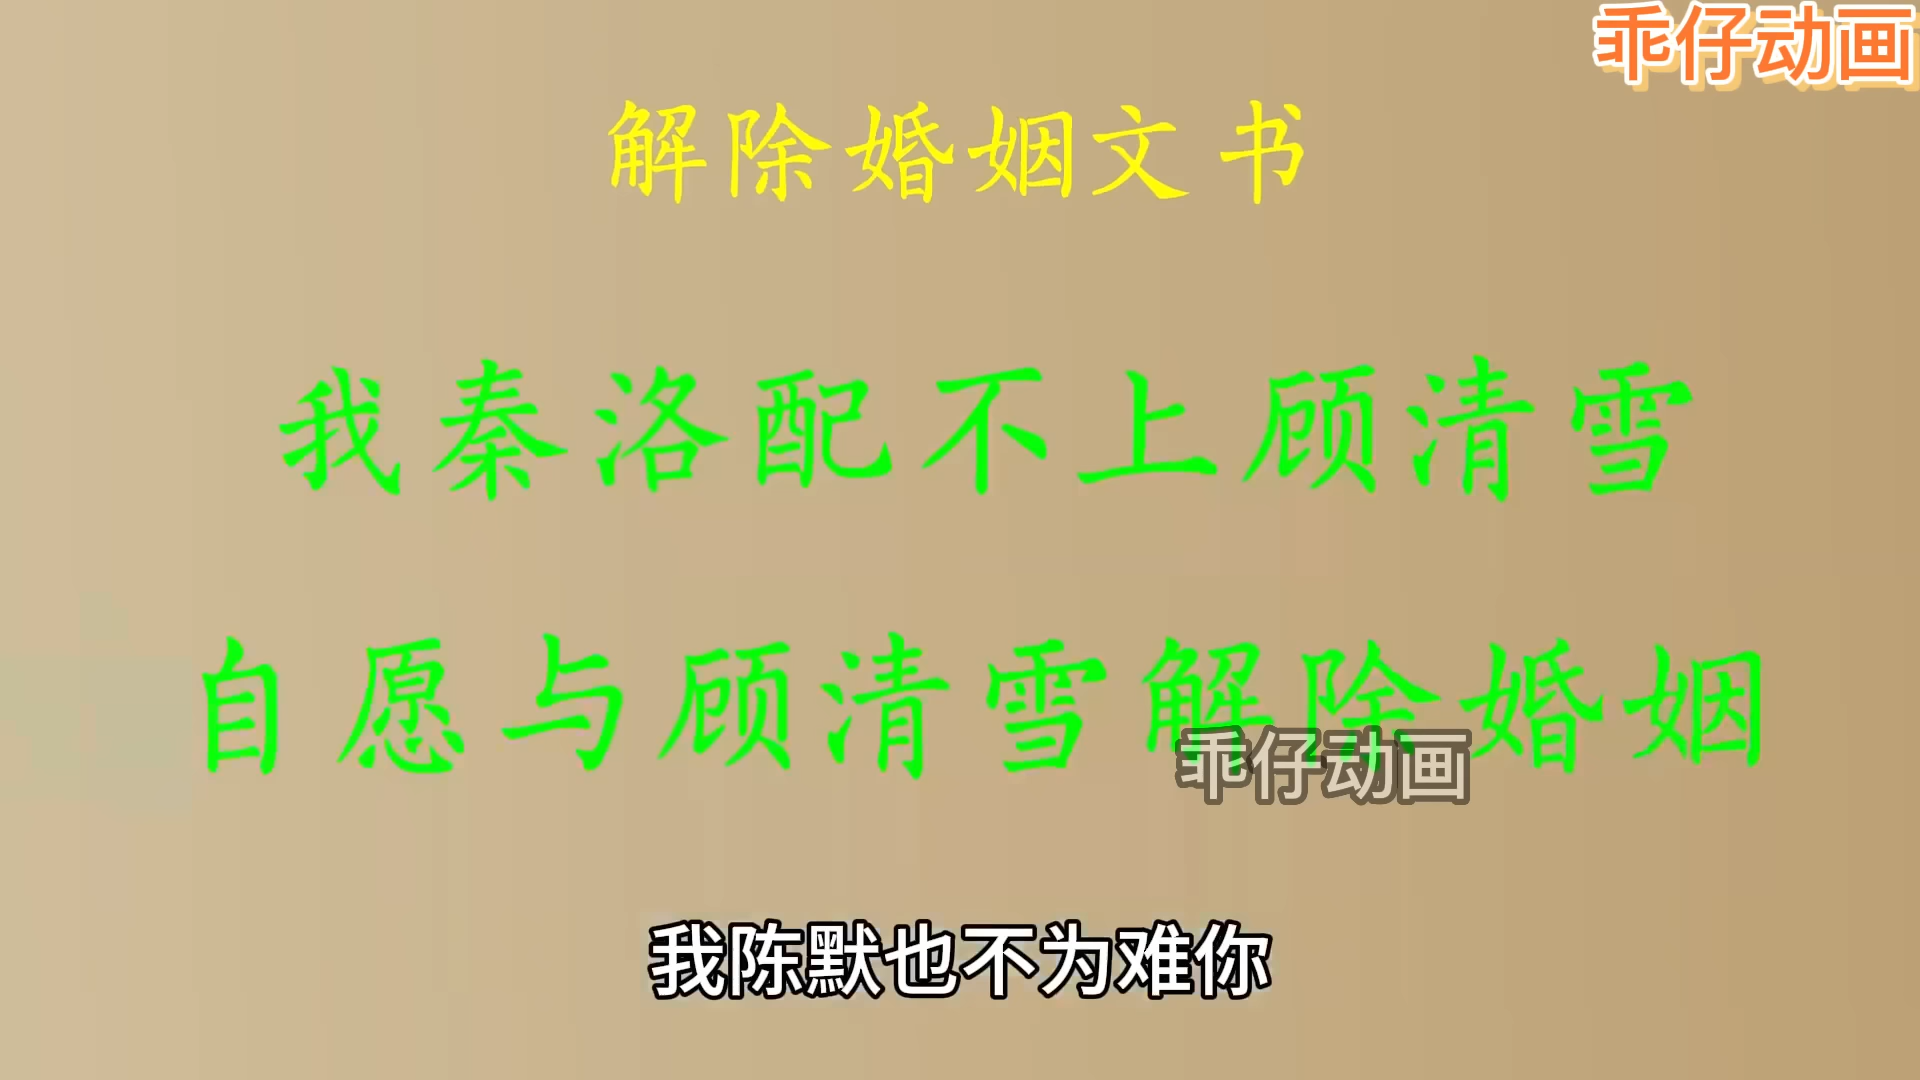 乖仔动画
解除婚姻文书
我秦洛配不上顾清雪
自愿与顾清雪解除婚姻
乖仔动画
我陈默也不为难你